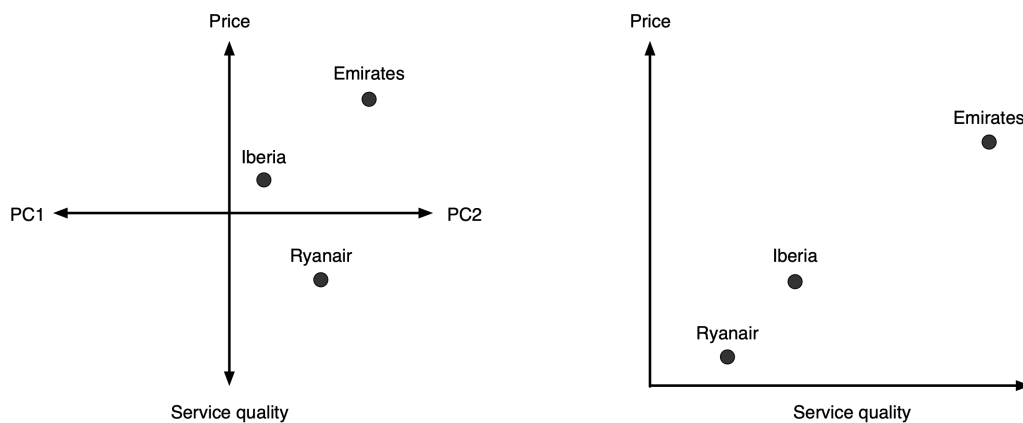 Price
Emirates
Iberia
PC1
PC2
Ryanair
Service quality
Price
Emirates
Iberia
Ryanair
Service quality